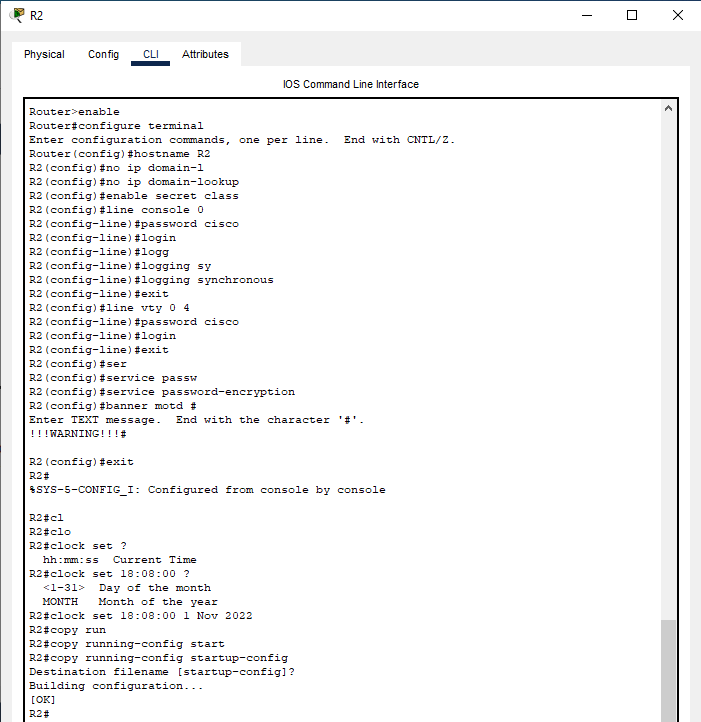 R2
Physical Config CLI Attributes
IOS Command Line Interface
Router>enable
Router#configure terminal
Enter configuration commands, one per line.  End with CNTL/Z.
Router(config)#hostname R2
R2(config)#no ip domain-l
R2(config)#no ip domain-lookup
R2(config)#enable secret class
R2(config)#line console 0
R2(config-line)#password cisco
R2(config-line)#login
R2(config-line)#logg
R2(config-line)#logging sy
R2(config-line)#logging synchronous
R2(config-line)#exit
R2(config)#line vty 0 4
R2(config-line)#password cisco
R2(config-line)#login
R2(config-line)#exit
R2(config)#ser
R2(config)#service passw
R2(config)#service password-encryption
R2(config)#banner motd #
Enter TEXT message.  End with the character '#'.
!!!WARNING!!!#
R2(config)#exit
R2#
%SYS-5-CONFIG_I: Configured from console by console
R2#cl
R2#clo
R2#clock set ?
  hh:mm:ss  Current Time
R2#clock set 18:08:00 ?
  <1-31>  Day of the month
  MONTH   Month of the year
R2#clock set 18:08:00 1 Nov 2022
R2#copy run
R2#copy running-config start
R2#copy running-config startup-config
Destination filename [startup-config]?
Building configuration...
[OK]
R2#